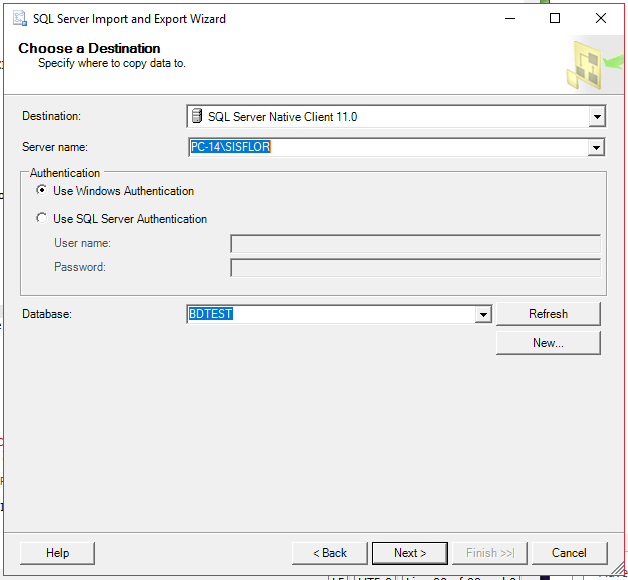 SQL Server Import and Export Wizard
Choose a Destination
Specify where to copy data to.
Destination: SQL Server Native Client 11.0
Server name: PC-14\SISFLOR
Authentication
Use Windows Authentication
Use SQL Server Authentication
User name:
Password:
Database: BDTEST Refresh
New...
Help < Back Next > Finish >>| Cancel